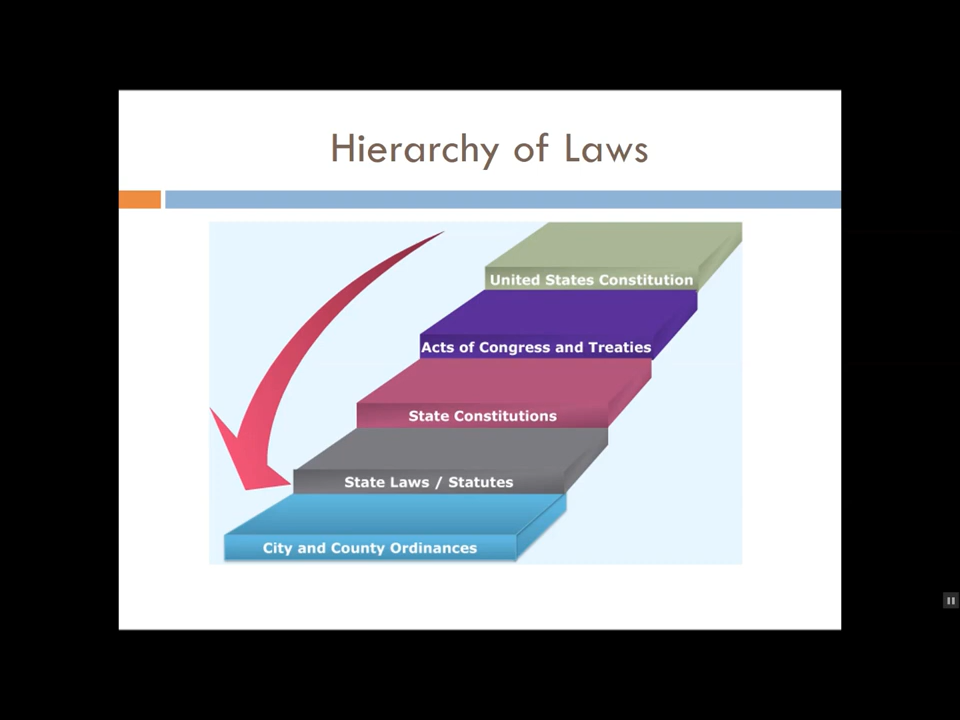 Hierarchy of Laws
United States Constitution
Acts of Congress and Treaties
State Constitutions
State Laws / Statutes
City and County Ordinances